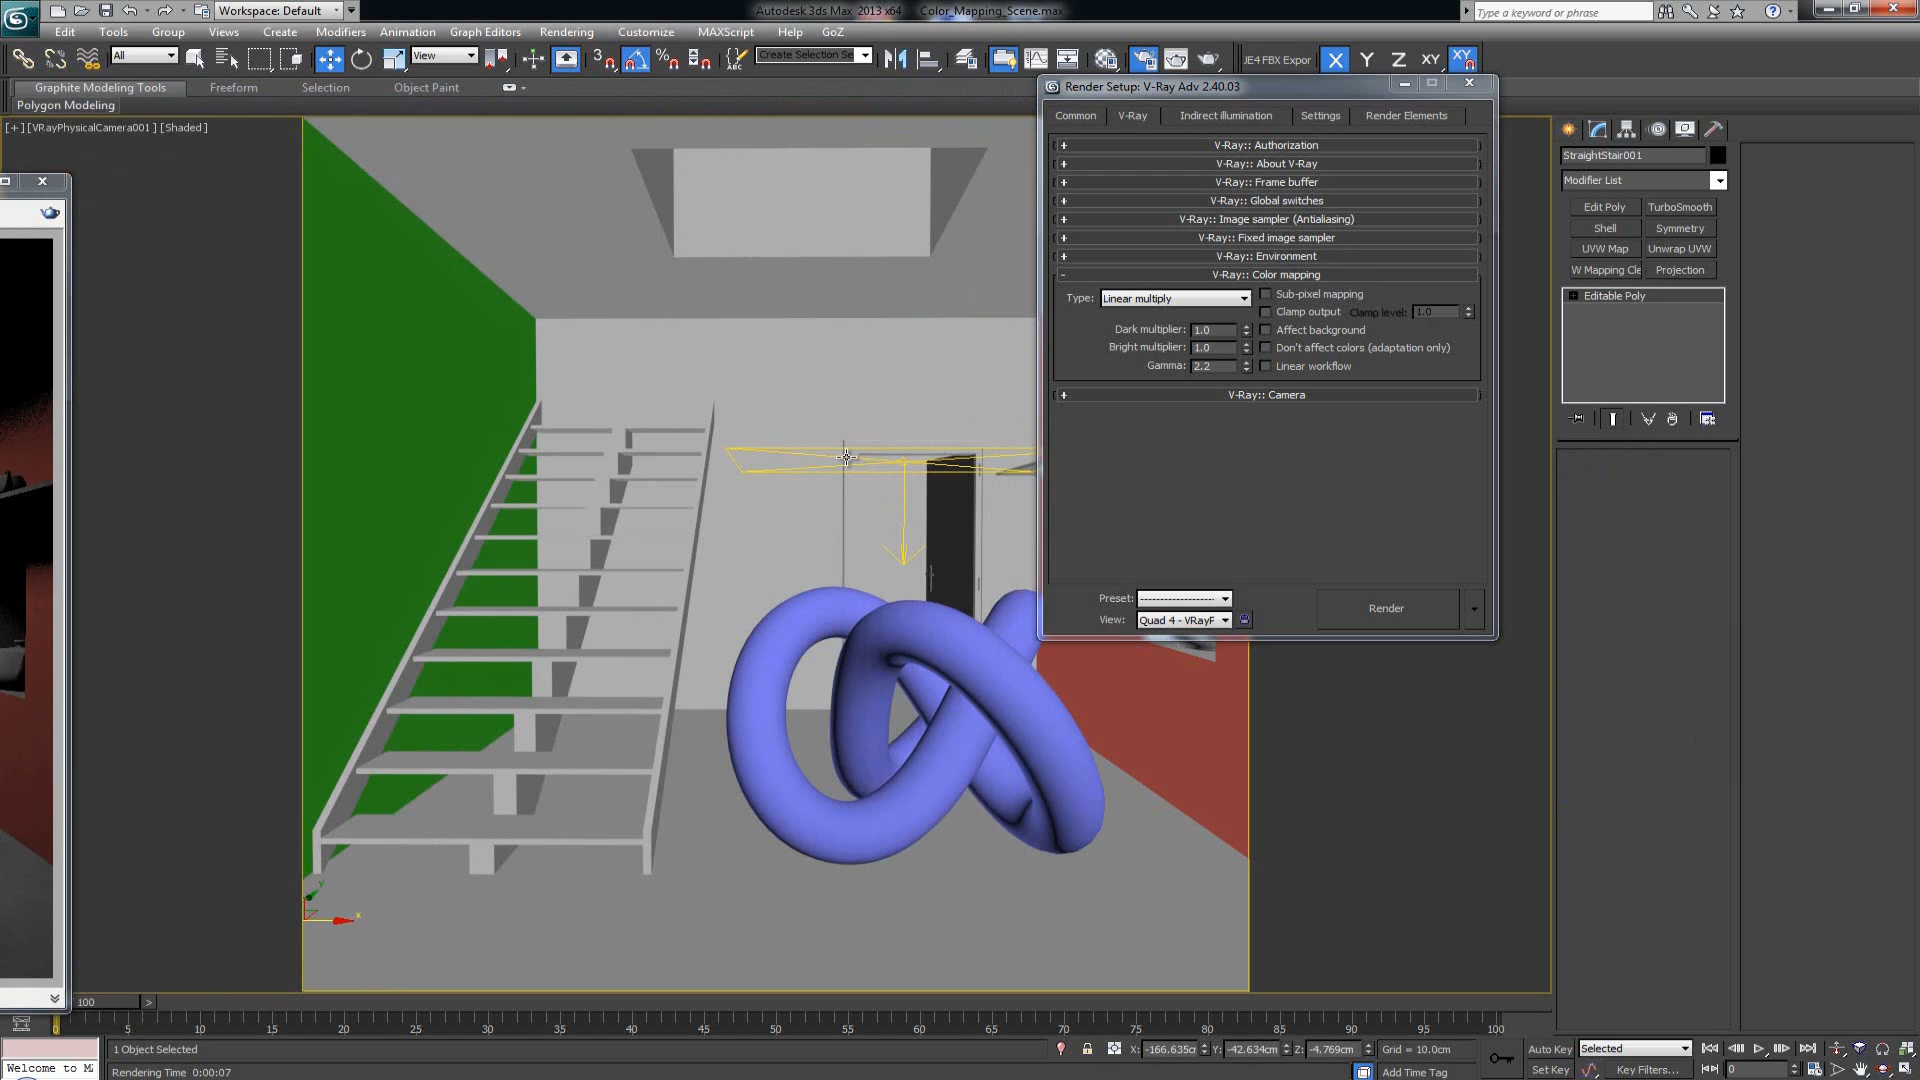 Workspace: Default
Autodesk 3ds Max 2013 x64 Color_Mapping_Scene.max
Type a keyword or phrase
Edit Tools Group Views Create Modifiers Animation Graph Editors Rendering Customize MAXScript Help GoZ
All
View
3
Create Selection Se
JE4 FBX Expor X Y Z XY XY
Graphite Modeling Tools Freeform Selection Object Paint
Polygon Modeling
[+] [VRayPhysicalCamera001] [Shaded]
Render Setup: V-Ray Adv 2.40.03
Common V-Ray Indirect illumination Settings Render Elements
+ V-Ray:: Authorization
+ V-Ray:: About V-Ray
+ V-Ray:: Frame buffer
+ V-Ray:: Global switches
+ V-Ray:: Image sampler (Antialiasing)
+ V-Ray:: Fixed image sampler
+ V-Ray:: Environment
- V-Ray:: Color mapping
Type: Linear multiply
Sub-pixel mapping
Clamp output Clamp level: 1.0
Dark multiplier: 1.0 Affect background
Bright multiplier: 1.0 Don't affect colors (adaptation only)
Gamma: 2.2 Linear workflow
+ V-Ray:: Camera
Preset: --------------------
View: Quad 4 - VRayF
Render
StraightStair001
Modifier List
Edit Poly TurboSmooth
Shell Symmetry
UVW Map Unwrap UVW
W Mapping Cle Projection
Editable Poly
y
x
100 >
0 5 10 15 20 25 30 35 40 45 50 55 60 65 70 75 80 85 90 95 100
1 Object Selected
X: -166.635cr Y: -42.634cm Z: -4.769cm Grid = 10.0cm
Auto Key Selected
Welcome to M
Rendering Time 0:00:07
Add Time Tag
Set Key Key Filters... 0